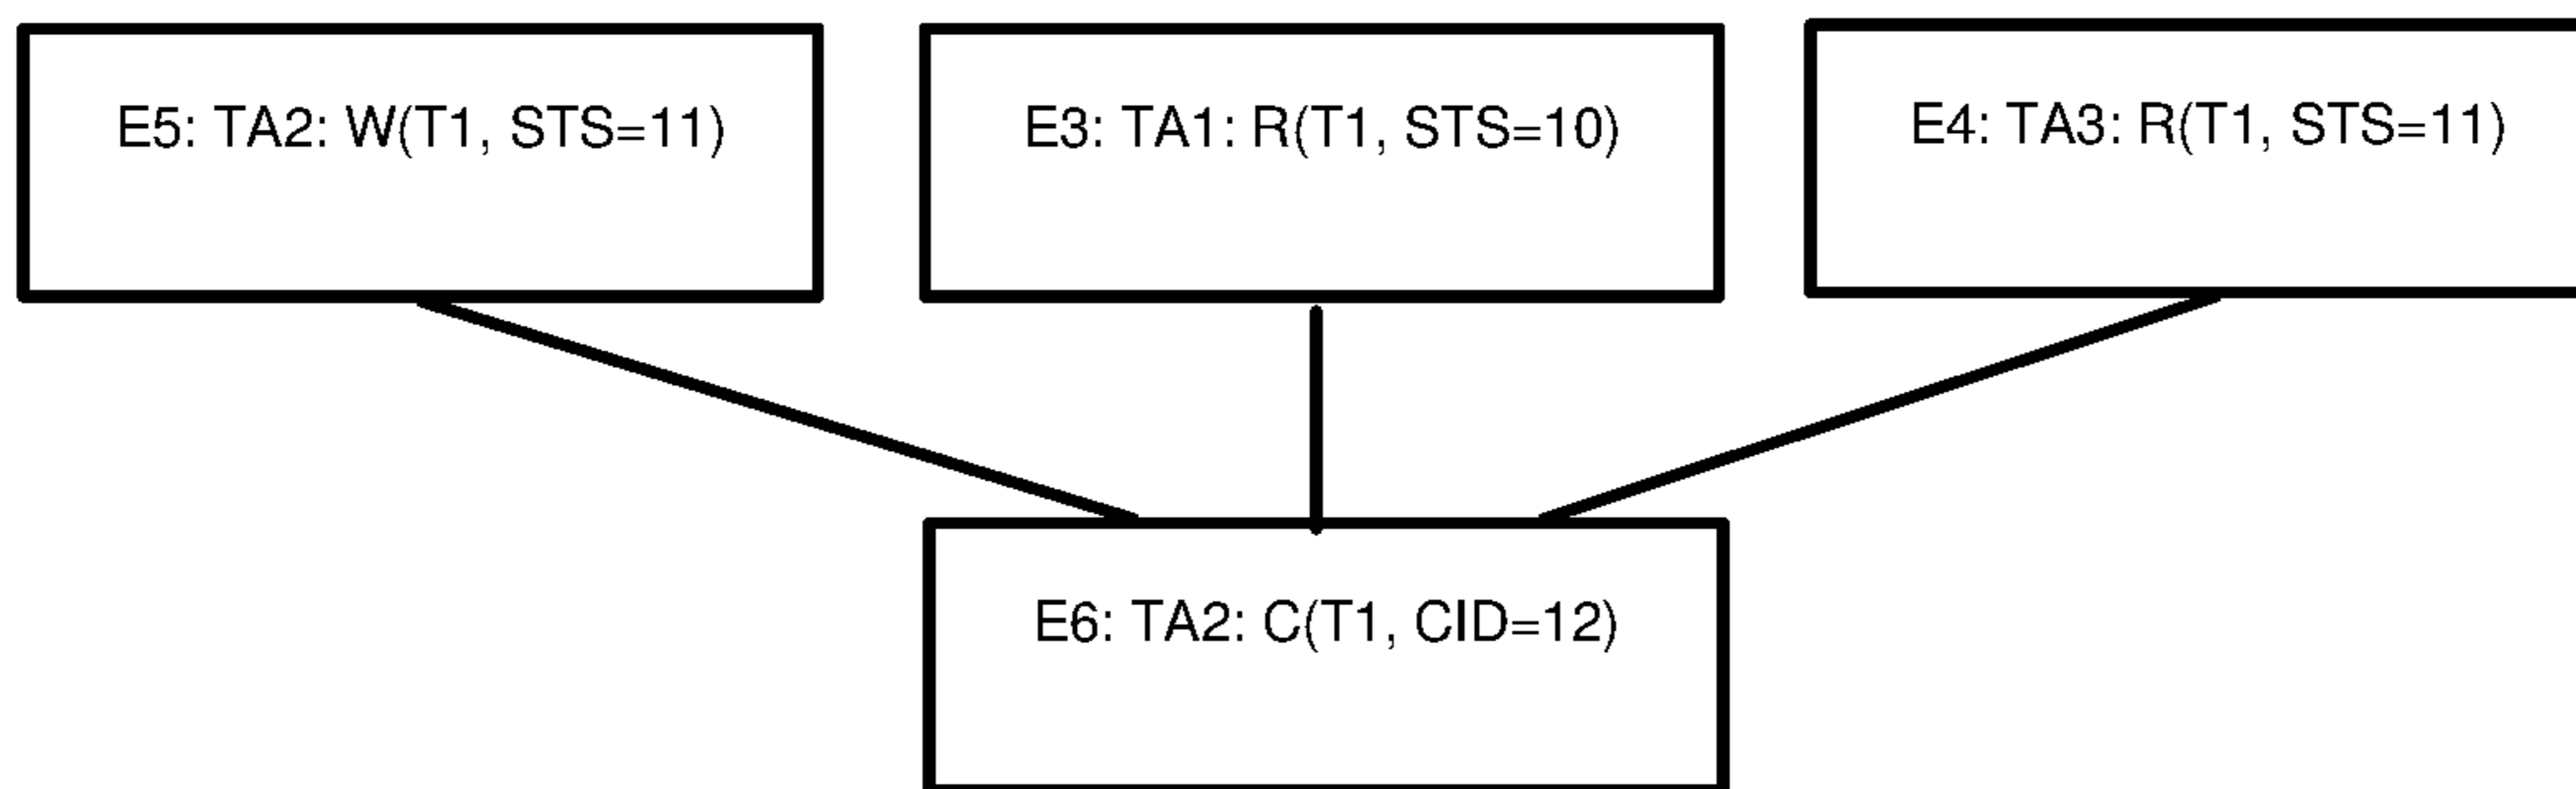 E5: TA2: W(T1, STS=11)
E3: TA1: R(T1, STS=10)
E4: TA3: R(T1, STS=11)
E6: TA2: C(T1, CID=12)